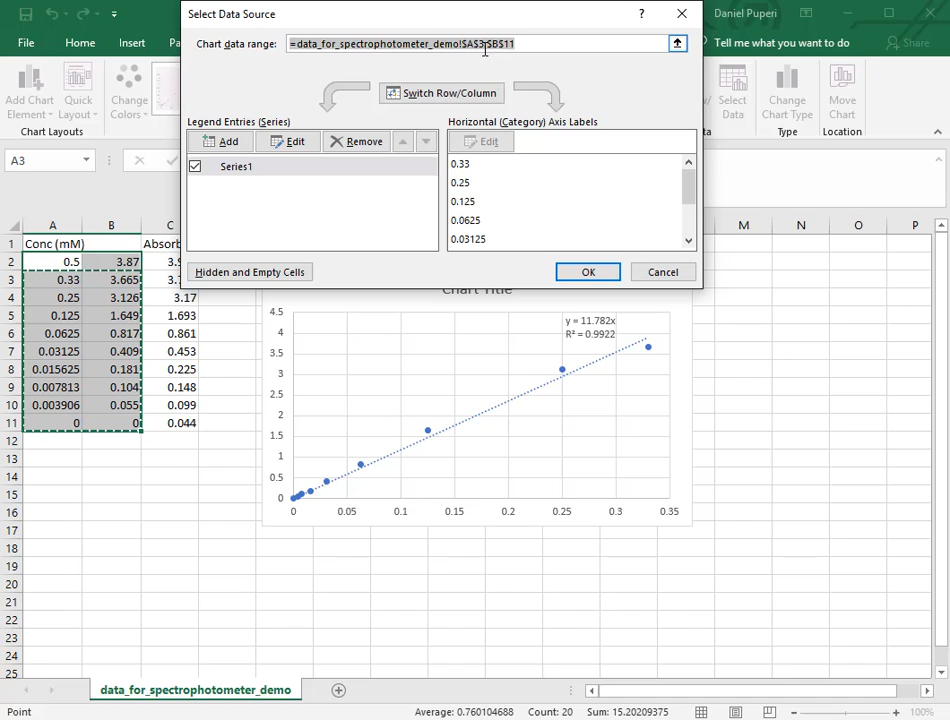 Select Data Source
?
Daniel Puperi
File
Home
Insert
Pa
Tell me what you want to do
Share
Chart data range:
=data_for_spectrophotometer_demo!$A$3:$B$11
Switch Row/Column
Legend Entries (Series)
Horizontal (Category) Axis Labels
Add
Edit
Remove
Edit
Series1
0.33
0.25
0.125
0.0625
0.03125
Hidden and Empty Cells
OK
Cancel
Add Chart
Element
Quick
Layout
Change
Colors
Chart Layouts
Select
Data
Change
Chart Type
Move
Chart
ta
Type
Location
A3
A B C M N O P
1 Conc (mM) Absorb
2 0.5 3.87 3.9
3 0.33 3.665 3.7
4 0.25 3.126 3.17
5 0.125 1.649 1.693
6 0.0625 0.817 0.861
7 0.03125 0.409 0.453
8 0.015625 0.181 0.225
9 0.007813 0.104 0.148
10 0.003906 0.055 0.099
11 0 0 0.044
12
13
14
15
16
17
18
19
20
21
22
23
24
25
Chart Title
y = 11.782x
R² = 0.9922
4.5
4
3.5
3
2.5
2
1.5
1
0.5
0
0 0.05 0.1 0.15 0.2 0.25 0.3 0.35
data_for_spectrophotometer_demo
Point
Average: 0.760104688 Count: 20 Sum: 15.20209375
100%